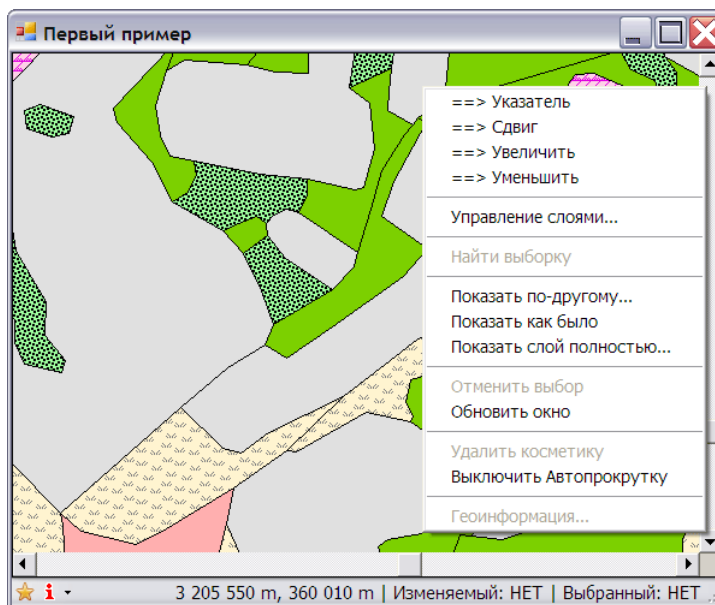 Первый пример
==> Указатель
==> Сдвиг
==> Увеличить
==> Уменьшить
Управление слоями...
Найти выборку
Показать по-другому...
Показать как было
Показать слой полностью...
Отменить выбор
Обновить окно
Удалить косметику
Выключить Автопрокрутку
Геоинформация...
3 205 550 m, 360 010 m | Изменяемый: НЕТ | Выбранный: НЕТ